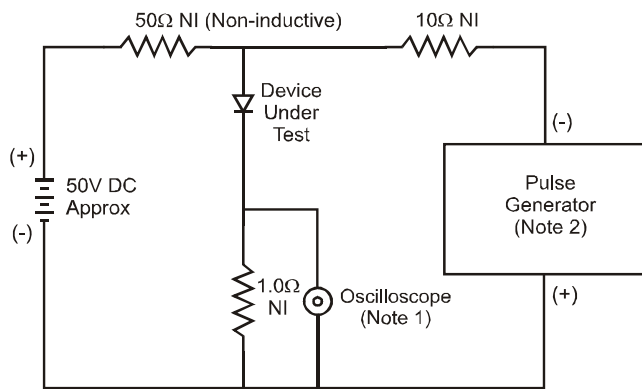 50Ω NI (Non-inductive)
10Ω NI
Device
Under
Test
(-)
(+)
50V DC
Approx
(-)
Pulse
Generator
(Note 2)
1.0Ω
NI
Oscilloscope
(Note 1)
(+)